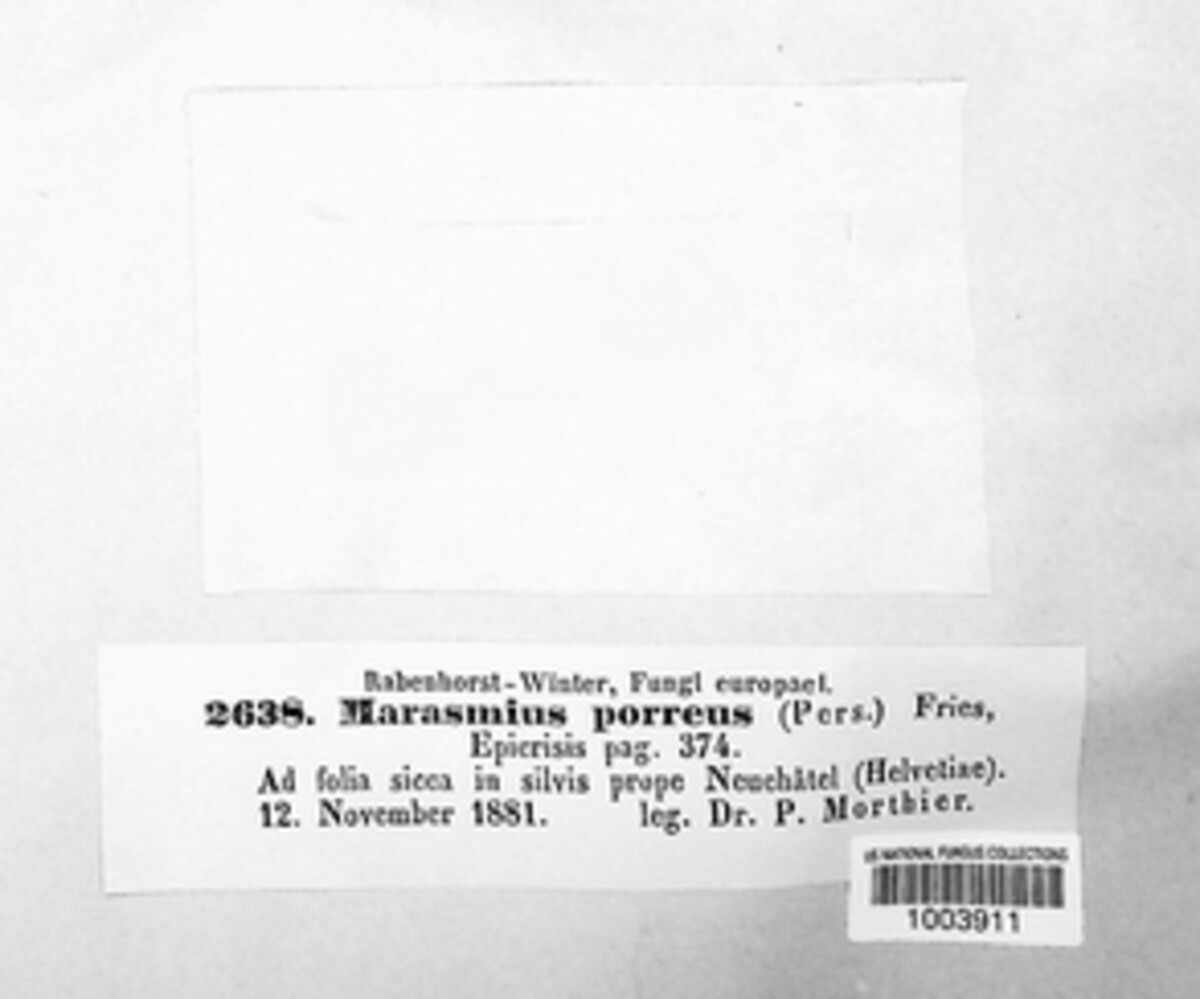 Rabenhorst-Winter, Fungi europaei.
2638. Marasmius porreus (Pers.) Fries,
Epicrisis pag. 374.
Ad folia sicca in silvis prope Neuchâtel (Helvetiae).
12. November 1881. leg. Dr. P. Morthier.
US NATIONAL FUNGUS COLLECTIONS
1003911